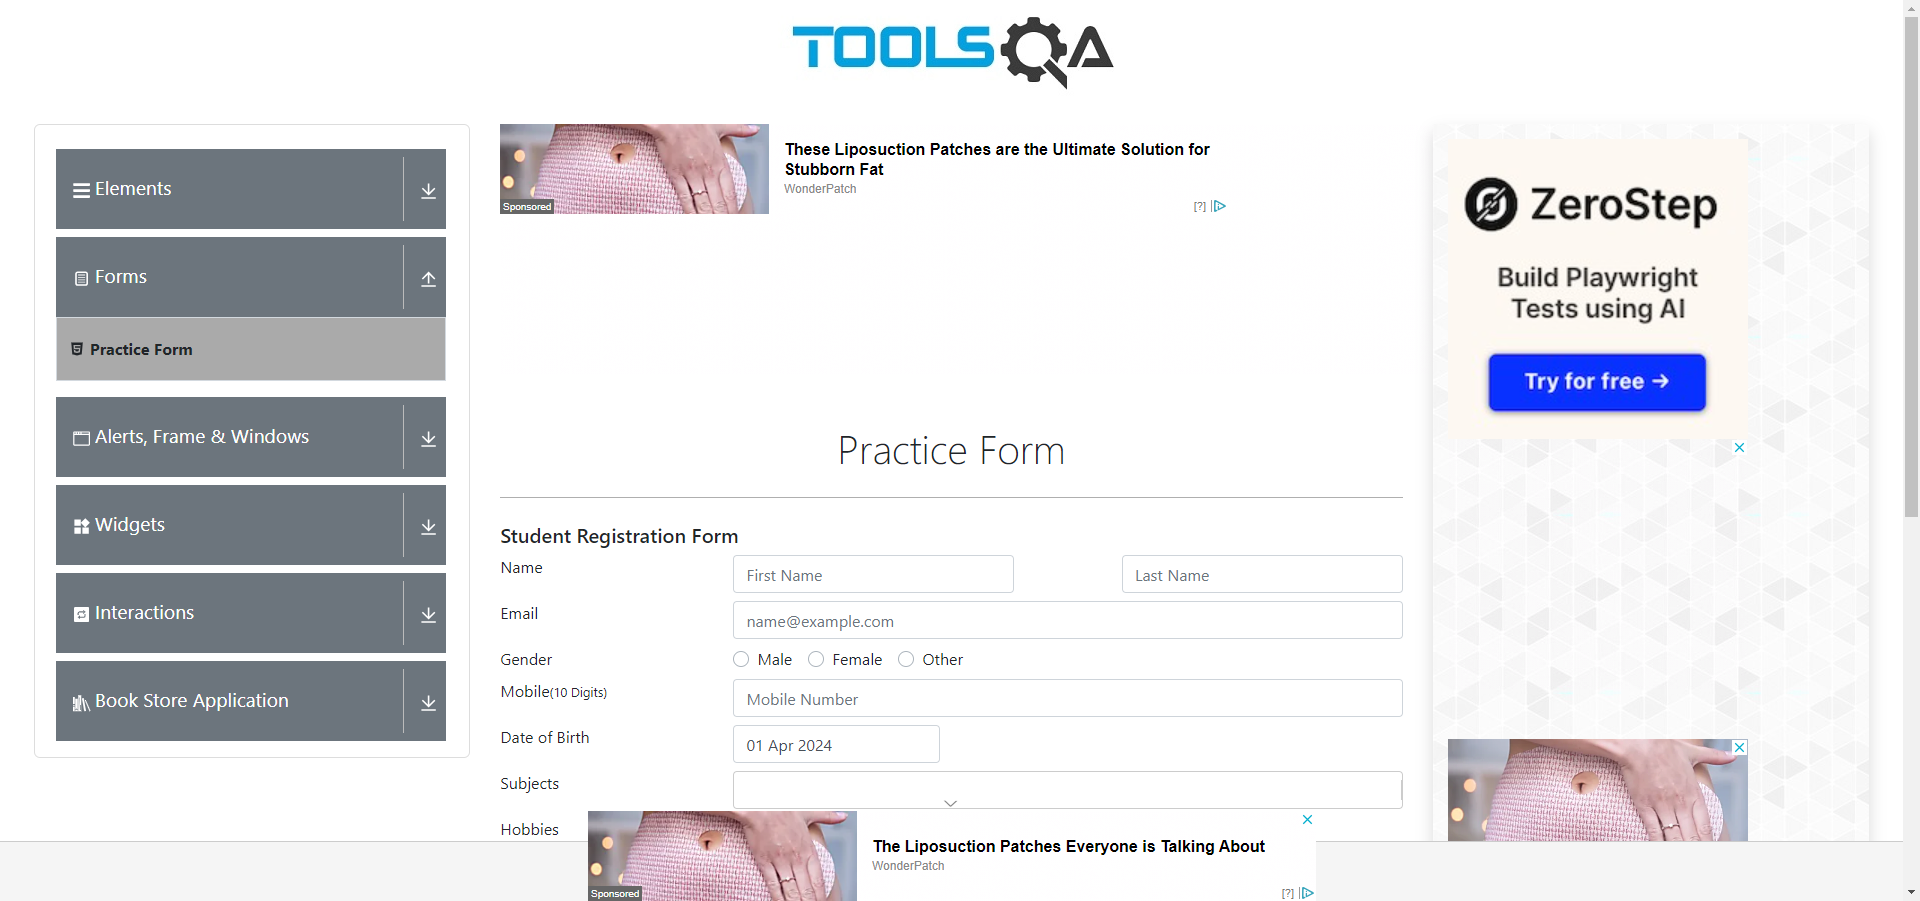 TOOLSQA
Elements
Forms
Practice Form
Alerts, Frame & Windows
Widgets
Interactions
Book Store Application
These Liposuction Patches are the Ultimate Solution for
Stubborn Fat
WonderPatch
Sponsored
[?]
Practice Form
Student Registration Form
Name
First Name
Last Name
Email
name@example.com
Gender
Male
Female
Other
Mobile(10 Digits)
Mobile Number
Date of Birth
01 Apr 2024
Subjects
Hobbies
The Liposuction Patches Everyone is Talking About
WonderPatch
Sponsored
[?]
ZeroStep
Build Playwright
Tests using AI
Try for free →